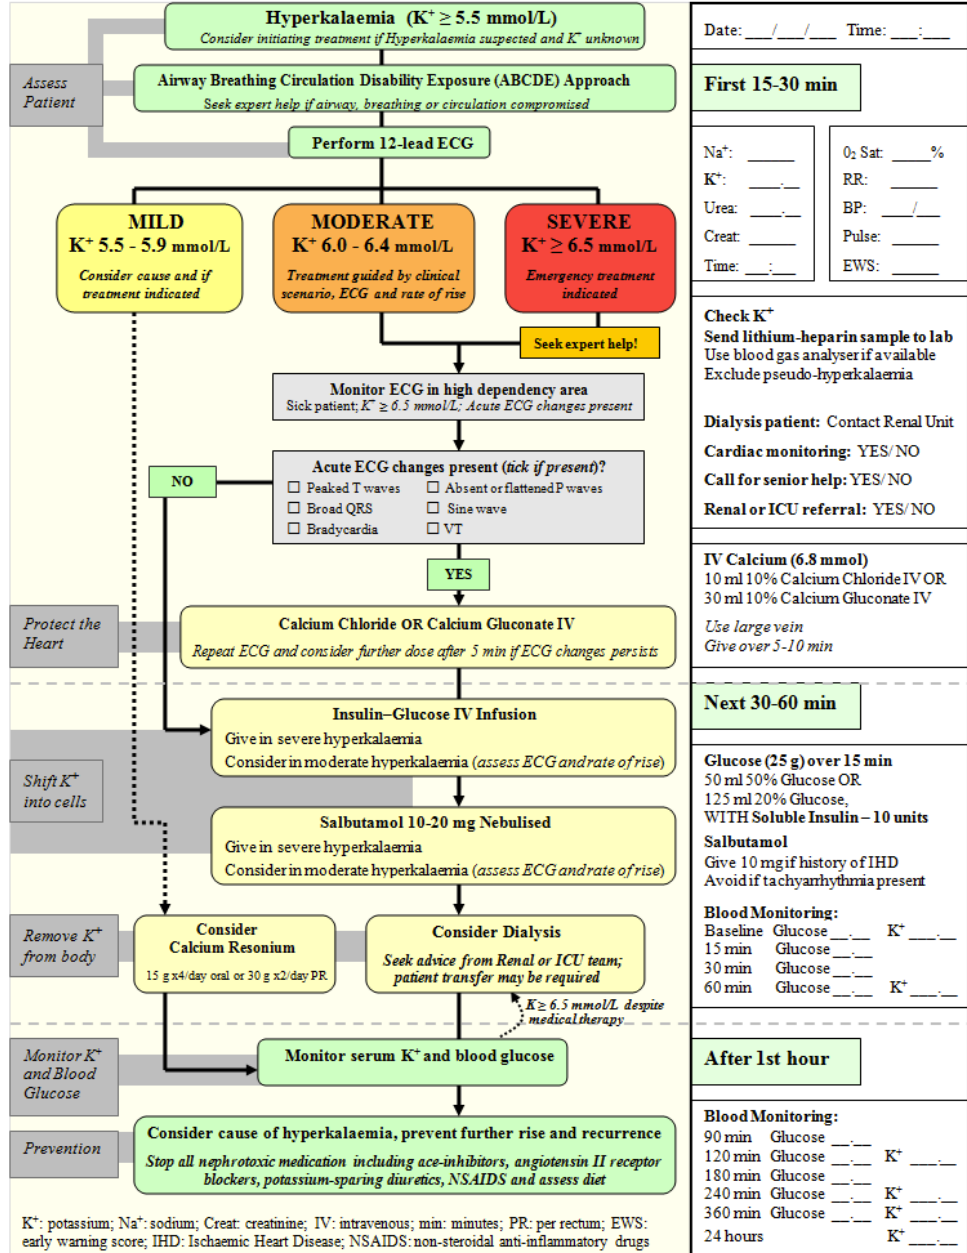 Hyperkalaemia (K⁺ ≥ 5.5 mmol/L)
Consider initiating treatment if Hyperkalaemia suspected and K⁺ unknown
Assess
Patient
Airway Breathing Circulation Disability Exposure (ABCDE) Approach
Seek expert help if airway, breathing or circulation compromised
Perform 12-lead ECG
MILD
K⁺ 5.5 - 5.9 mmol/L
Consider cause and if
treatment indicated
MODERATE
K⁺ 6.0 - 6.4 mmol/L
Treatment guided by clinical
scenario, ECG and rate of rise
SEVERE
K⁺ ≥ 6.5 mmol/L
Emergency treatment
indicated
Seek expert help!
Monitor ECG in high dependency area
Sick patient; K⁺ ≥ 6.5 mmol/L; Acute ECG changes present
Acute ECG changes present (tick if present)?
☐ Peaked T waves ☐ Absent or flattened P waves
☐ Broad QRS ☐ Sine wave
☐ Bradycardia ☐ VT
NO
YES
Protect the
Heart
Calcium Chloride OR Calcium Gluconate IV
Repeat ECG and consider further dose after 5 min if ECG changes persists
Shift K⁺
into cells
Insulin–Glucose IV Infusion
Give in severe hyperkalaemia
Consider in moderate hyperkalaemia (assess ECG and rate of rise)
Salbutamol 10-20 mg Nebulised
Give in severe hyperkalaemia
Consider in moderate hyperkalaemia (assess ECG and rate of rise)
Remove K⁺
from body
Consider
Calcium Resonium
15 g x4/day oral or 30 g x2/day PR
Consider Dialysis
Seek advice from Renal or ICU team;
patient transfer may be required
K ≥ 6.5 mmol/L despite
medical therapy
Monitor K⁺
and Blood
Glucose
Monitor serum K⁺ and blood glucose
Prevention
Consider cause of hyperkalaemia, prevent further rise and recurrence
Stop all nephrotoxic medication including ace-inhibitors, angiotensin II receptor
blockers, potassium-sparing diuretics, NSAIDS and assess diet
K⁺: potassium; Na⁺: sodium; Creat: creatinine; IV: intravenous; min: minutes; PR: per rectum; EWS:
early warning score; IHD: Ischaemic Heart Disease; NSAIDS: non-steroidal anti-inflammatory drugs
Date: ___/___/___ Time: ___:___
First 15-30 min
Na⁺: _____
K⁺: ___.__
Urea: ___.__
Creat: _____
Time: ___:___
0₂ Sat: ____%
RR: _____
BP: ___/___
Pulse: _____
EWS: _____
Check K⁺
Send lithium-heparin sample to lab
Use blood gas analyser if available
Exclude pseudo-hyperkalaemia
Dialysis patient: Contact Renal Unit
Cardiac monitoring: YES/ NO
Call for senior help: YES/ NO
Renal or ICU referral: YES/ NO
IV Calcium (6.8 mmol)
10 ml 10% Calcium Chloride IV OR
30 ml 10% Calcium Gluconate IV
Use large vein
Give over 5-10 min
Next 30-60 min
Glucose (25 g) over 15 min
50 ml 50% Glucose OR
125 ml 20% Glucose,
WITH Soluble Insulin – 10 units
Salbutamol
Give 10 mg if history of IHD
Avoid if tachyarrhythmia present
Blood Monitoring:
Baseline Glucose __.__ K⁺ ___.__
15 min Glucose __.__
30 min Glucose __.__
60 min Glucose __.__ K⁺ ___.__
After 1st hour
Blood Monitoring:
90 min Glucose __.__
120 min Glucose __.__ K⁺ ___.__
180 min Glucose __.__
240 min Glucose __.__ K⁺ ___.__
360 min Glucose __.__ K⁺ ___.__
24 hours K⁺ ___.__